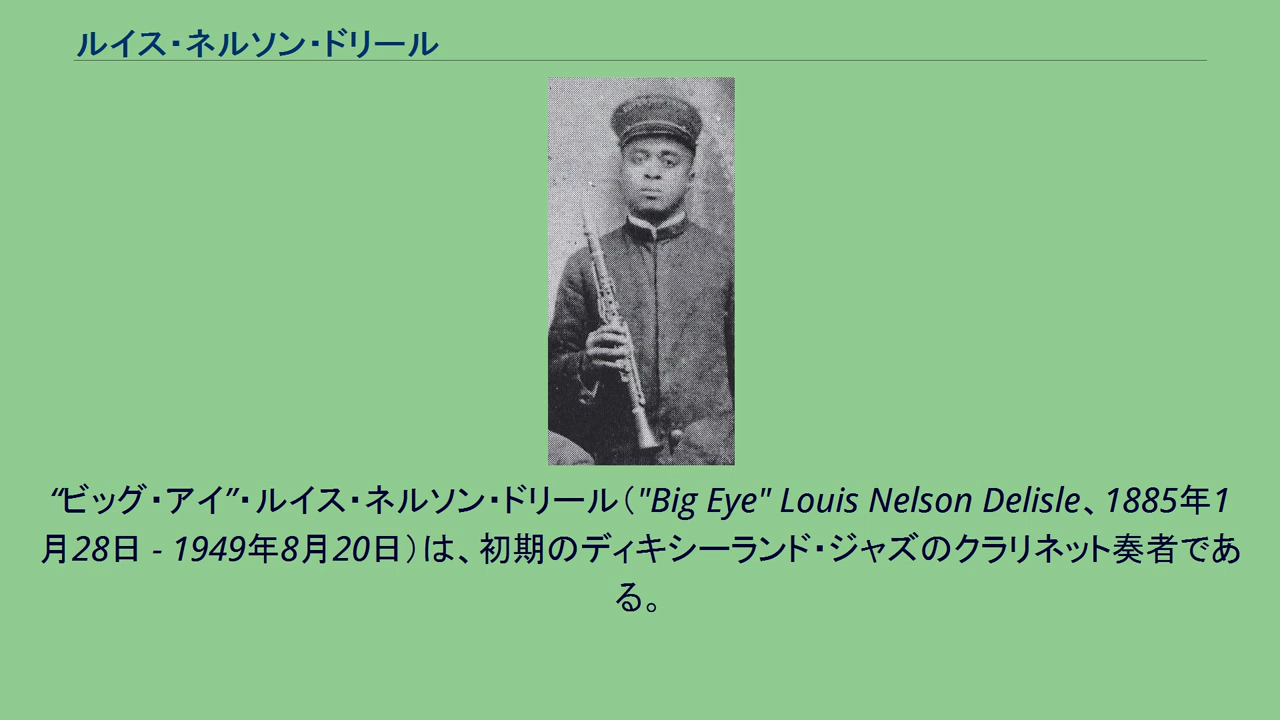 ルイス・ネルソン・ドリール
“ビッグ・アイ”・ルイス・ネルソン・ドリール（"Big Eye" Louis Nelson Delisle、1885年1
月28日 - 1949年8月20日）は、初期のディキシーランド・ジャズのクラリネット奏者であ
る。